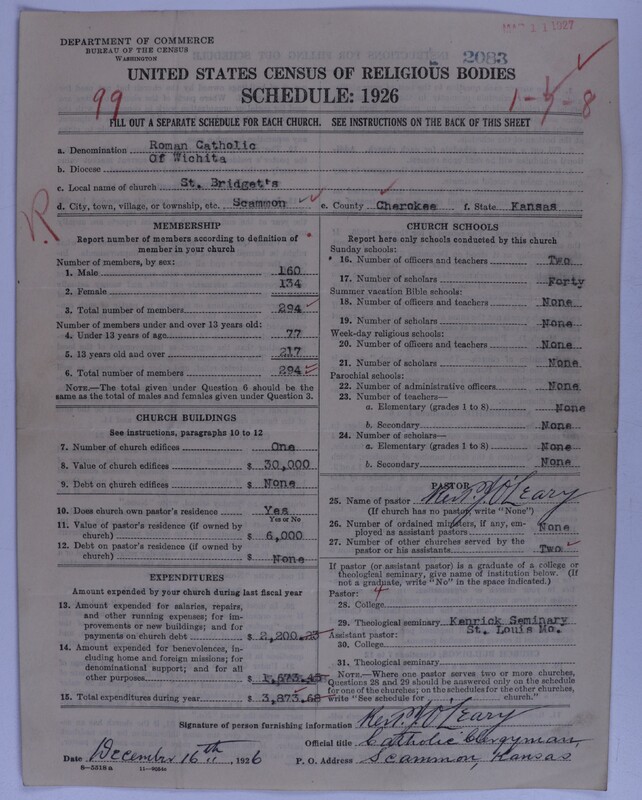 DEPARTMENT OF COMMERCE
BUREAU OF THE CENSUS
WASHINGTON
1927
2083
UNITED STATES CENSUS OF RELIGIOUS BODIES
SCHEDULE: 1926
99
1-7-8
FILL OUT A SEPARATE SCHEDULE FOR EACH CHURCH. SEE INSTRUCTIONS ON THE BACK OF THIS SHEET
a. Denomination Roman Catholic
Of Wichita
b. Diocese
c. Local name of church St. Bridget's
d. City, town, village, or township, etc. Scammon e. County Cherokee f. State Kansas
R
MEMBERSHIP
Report number of members according to definition of
member in your church
Number of members, by sex:
1. Male 160
2. Female 134
3. Total number of members 294
Number of members under and over 13 years old:
4. Under 13 years of age 77
5. 13 years old and over 217
6. Total number of members 294
NOTE.—The total given under Question 6 should be the
same as the total of males and females given under Question 3.
CHURCH BUILDINGS
See instructions, paragraphs 10 to 12
7. Number of church edifices One
8. Value of church edifices $ 30,000
9. Debt on church edifices $ None
10. Does church own pastor's residence Yes
Yes or No
11. Value of pastor's residence (if owned by
church) $ 6,000
12. Debt on pastor's residence (if owned by
church) $ None
EXPENDITURES
Amount expended by your church during last fiscal year
13. Amount expended for salaries, repairs,
and other running expenses; for im-
provements or new buildings; and for
payments on church debt $ 2,200.23
14. Amount expended for benevolences, in-
cluding home and foreign missions; for
denominational support; and for all
other purposes $ 1,673.45
15. Total expenditures during year $ 3,873.68
CHURCH SCHOOLS
Report here only schools conducted by this church
Sunday schools:
16. Number of officers and teachers Two
17. Number of scholars Forty
Summer vacation Bible schools:
18. Number of officers and teachers None
19. Number of scholars None
Week-day religious schools:
20. Number of officers and teachers None
21. Number of scholars None
Parochial schools:
22. Number of administrative officers None
23. Number of teachers—
a. Elementary (grades 1 to 8) None
b. Secondary None
24. Number of scholars—
a. Elementary (grades 1 to 8) None
b. Secondary None
PASTOR
25. Name of pastor Rev. P. J. O'Leary
(If church has no pastor, write "None")
26. Number of ordained ministers, if any, em-
ployed as assistant pastors None
27. Number of other churches served by the
pastor or his assistants Two
If pastor (or assistant pastor) is a graduate of a college or
theological seminary, give name of institution below. (If
not a graduate, write "No" in the space indicated.)
Pastor: 4
28. College
29. Theological seminary Kenrick Seminary
St. Louis Mo.
Assistant pastor:
30. College
31. Theological seminary
NOTE.—Where one pastor serves two or more churches,
Questions 28 and 29 should be answered only on the schedule
for one of the churches; on the schedules for the other churches,
write "See schedule for church."
Signature of person furnishing information Rev. P. J. O'Leary
Official title Catholic Clergyman,
Date December 16th, 1926 P. O. Address Scammon, Kansas
8—5518a 11—9054c